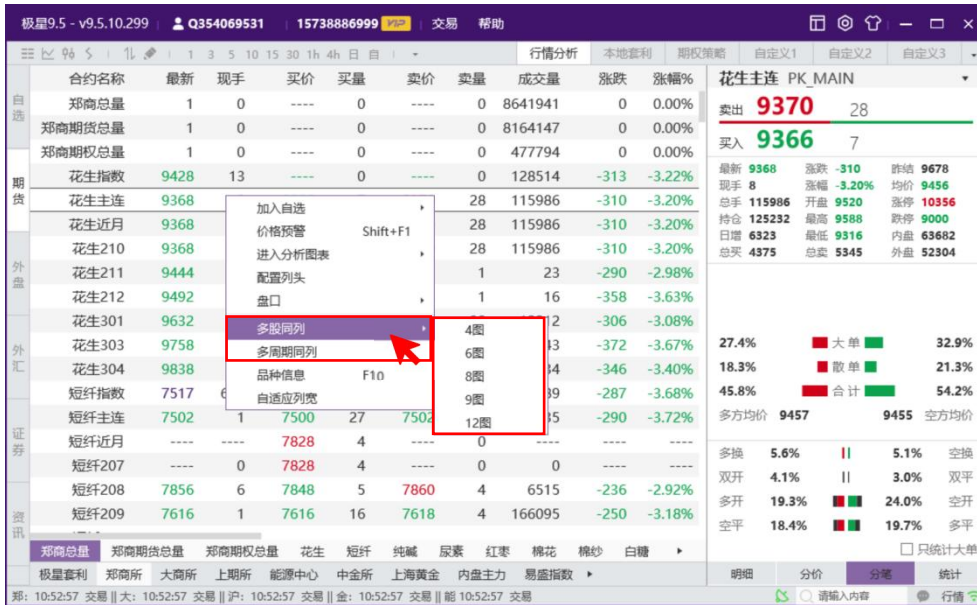 极星9.5 - v9.5.10.299 Q354069531 15738886999 VIP 交易 帮助
1 3 5 10 15 30 1h 4h 日 自 行情分析 本地套利 期权策略 自定义1 自定义2 自定义3
自选
期货
外盘
外汇
证券
资讯
合约名称 最新 现手 买价 买量 卖价 卖量 成交量 涨跌 涨幅%
郑商总量 1 0 ---- 0 ---- 0 8641941 0 0.00%
郑商期货总量 1 0 ---- 0 ---- 0 8164147 0 0.00%
郑商期权总量 1 0 ---- 0 ---- 0 477794 0 0.00%
花生指数 9428 13 ---- 0 ---- 0 128514 -313 -3.22%
花生主连 9368 28 115986 -310 -3.20%
花生近月 9368 28 115986 -310 -3.20%
花生210 9368 28 115986 -310 -3.20%
花生211 9444 1 23 -290 -2.98%
花生212 9492 1 16 -358 -3.63%
花生301 9632 -306 -3.08%
花生303 9758 -372 -3.67%
花生304 9838 -346 -3.40%
短纤指数 7517 -287 -3.68%
短纤主连 7502 1 7500 27 7502 -290 -3.72%
短纤近月 ---- ---- 7828 4 ---- 0 ---- ---- ----
短纤207 ---- 0 7828 4 ---- 0 0 ---- ----
短纤208 7856 6 7848 5 7860 4 6515 -236 -2.92%
短纤209 7616 1 7616 16 7618 4 166095 -250 -3.18%
加入自选
价格预警 Shift+F1
进入分析图表
配置列头
盘口
多股同列
多周期同列
品种信息 F10
自适应列宽
4图
6图
8图
9图
12图
花生主连 PK_MAIN
卖出 9370 28
买入 9366 7
最新 9368 涨跌 -310 昨结 9678
现手 8 涨幅 -3.20% 均价 9456
总手 115986 开盘 9520 涨停 10356
持仓 125232 最高 9588 跌停 9000
日增 6323 最低 9316 内盘 63682
总买 4375 总卖 5345 外盘 52304
27.4% 大单 32.9%
18.3% 散单 21.3%
45.8% 合计 54.2%
多方均价 9457 9455 空方均价
多换 5.6% 5.1% 空换
双开 4.1% 3.0% 双平
多开 19.3% 24.0% 空开
空平 18.4% 19.7% 多平
只统计大单
明细 分价 分笔 统计
郑商总量 郑商期货总量 郑商期权总量 花生 短纤 纯碱 尿素 红枣 棉花 棉纱 白糖
极星套利 郑商所 大商所 上期所 能源中心 中金所 上海黄金 内盘主力 易盛指数
郑: 10:52:57 交易 || 大: 10:52:57 交易 || 沪: 10:52:57 交易 || 金: 10:52:57 交易 || 能 10:52:57 交易 请输入内容 行情